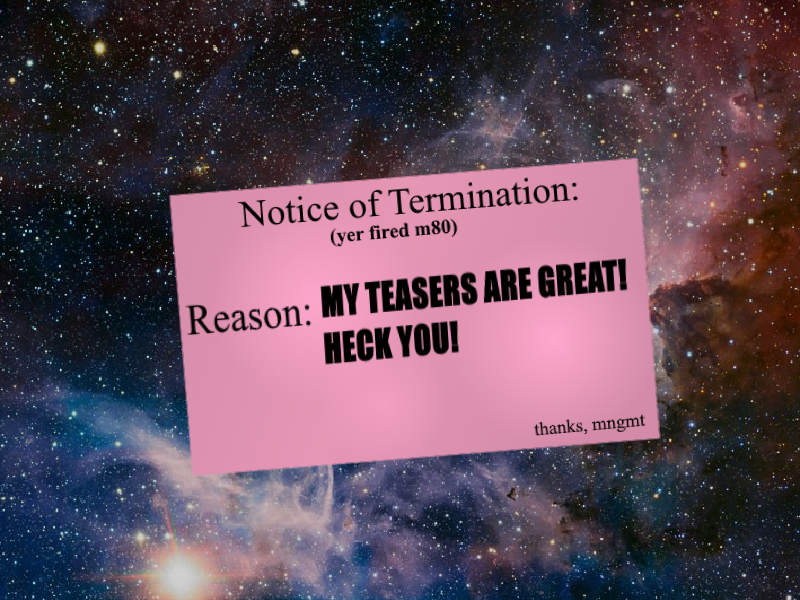 Notice of Termination:
(yer fired m80)
Reason: MY TEASERS ARE GREAT!
HECK YOU!
thanks, mngmt